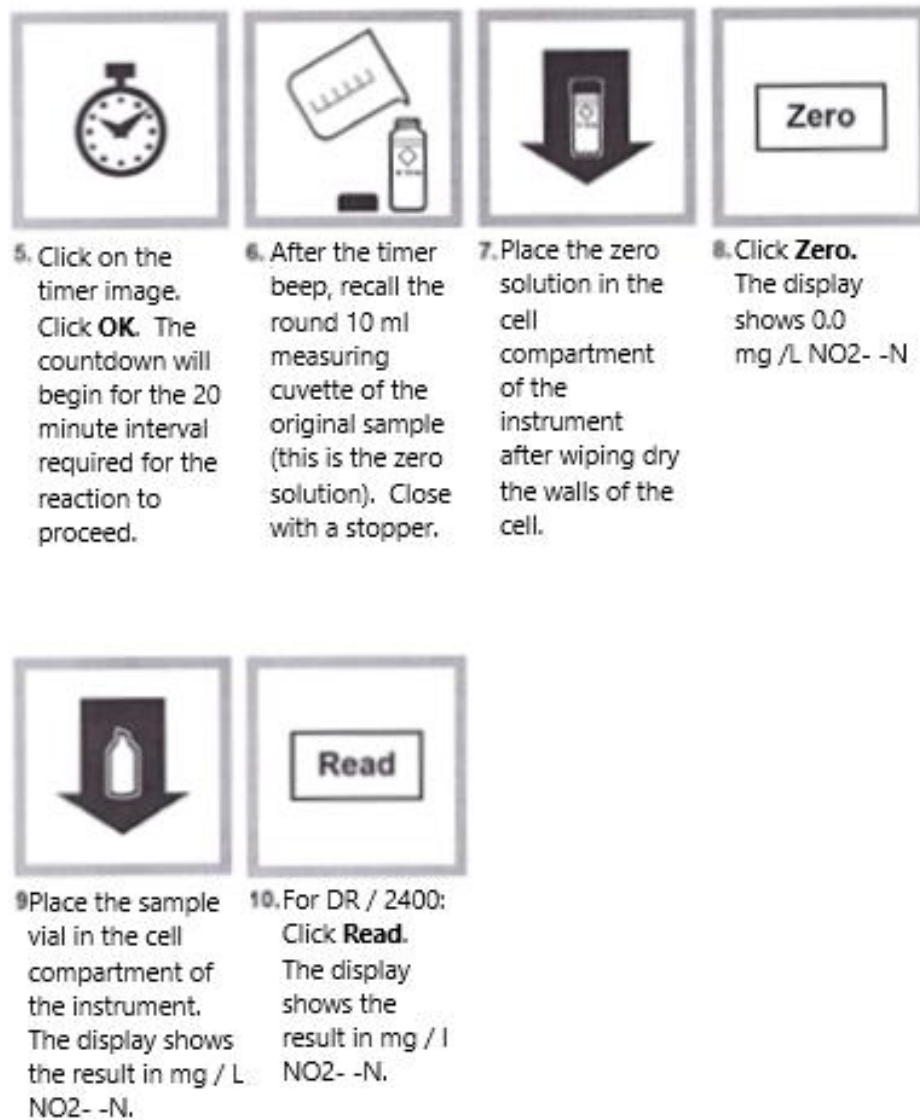 Zero
5. Click on the
timer image.
Click OK. The
countdown will
begin for the 20
minute interval
required for the
reaction to
proceed.
6. After the timer
beep, recall the
round 10 ml
measuring
cuvette of the
original sample
(this is the zero
solution). Close
with a stopper.
7. Place the zero
solution in the
cell
compartment
of the
instrument
after wiping dry
the walls of the
cell.
8. Click Zero.
The display
shows 0.0
mg /L NO2- -N
Read
9Place the sample
vial in the cell
compartment of
the instrument.
The display shows
the result in mg / L
NO2- -N.
10. For DR / 2400:
Click Read.
The display
shows the
result in mg / l
NO2- -N.